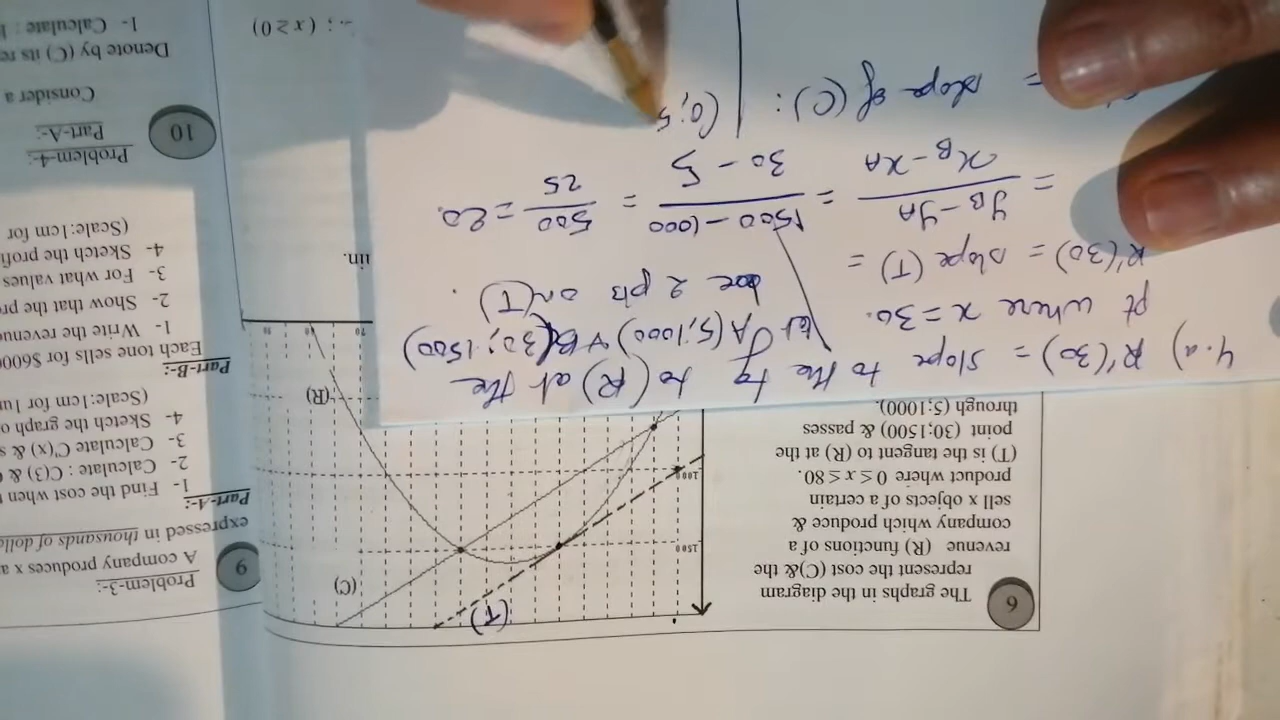 4.a) R'(30) = slope to the tg to (R) at the
pt where x = 30.
let A(5;1000) & B(30;1500)
be 2 pts on (T).
R'(30) = slope (T) =
= yB - yA / xB - xA = 1500 - 1000 / 30 - 5 = 500 / 25 = 20.
= slope of (C) :
(0;5
6
The graphs in the diagram
represent the cost (C)& the
revenue (R) functions of a
company which produce &
sell x objects of a certain
product where 0 ≤ x ≤ 80.
(T) is the tangent to (R) at the
point (30;1500) & passes
through (5;1000).
(T)
(C)
(R)
1500
1000
70
; (x ≥ 0)
Problem-3-:
9
A company produces x
expressed in thousands of
Part-A-:
1- Find the cost when
2- Calculate : C(3) &
3- Calculate C'(x) &
4- Sketch the graph
(Scale:1cm for
Part-B-:
Each tone sells for
1- Write the
2- Show that the
3- For what values
4- Sketch the
(Scale:1cm for
Problem-4-:
10
Part-A-:
Consider a
Denote by (C) its
1- Calculate :